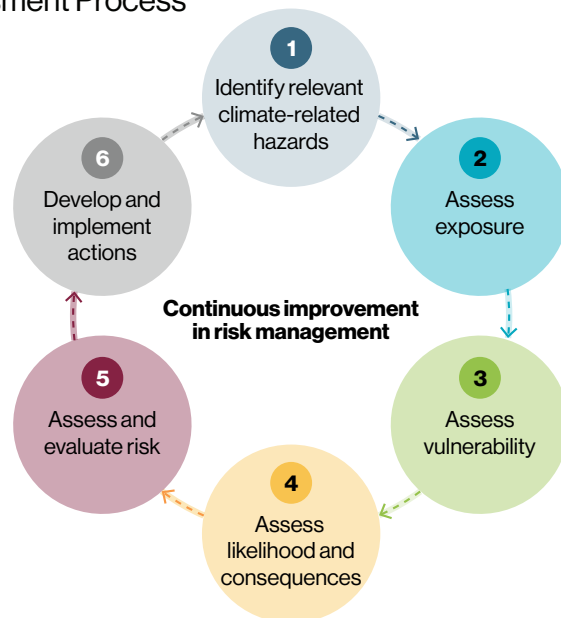 sment Process
1
Identify relevant
climate-related
hazards
2
Assess
exposure
3
Assess
vulnerability
4
Assess
likelihood and
consequences
5
Assess and
evaluate risk
6
Develop and
implement
actions
Continuous improvement
in risk management